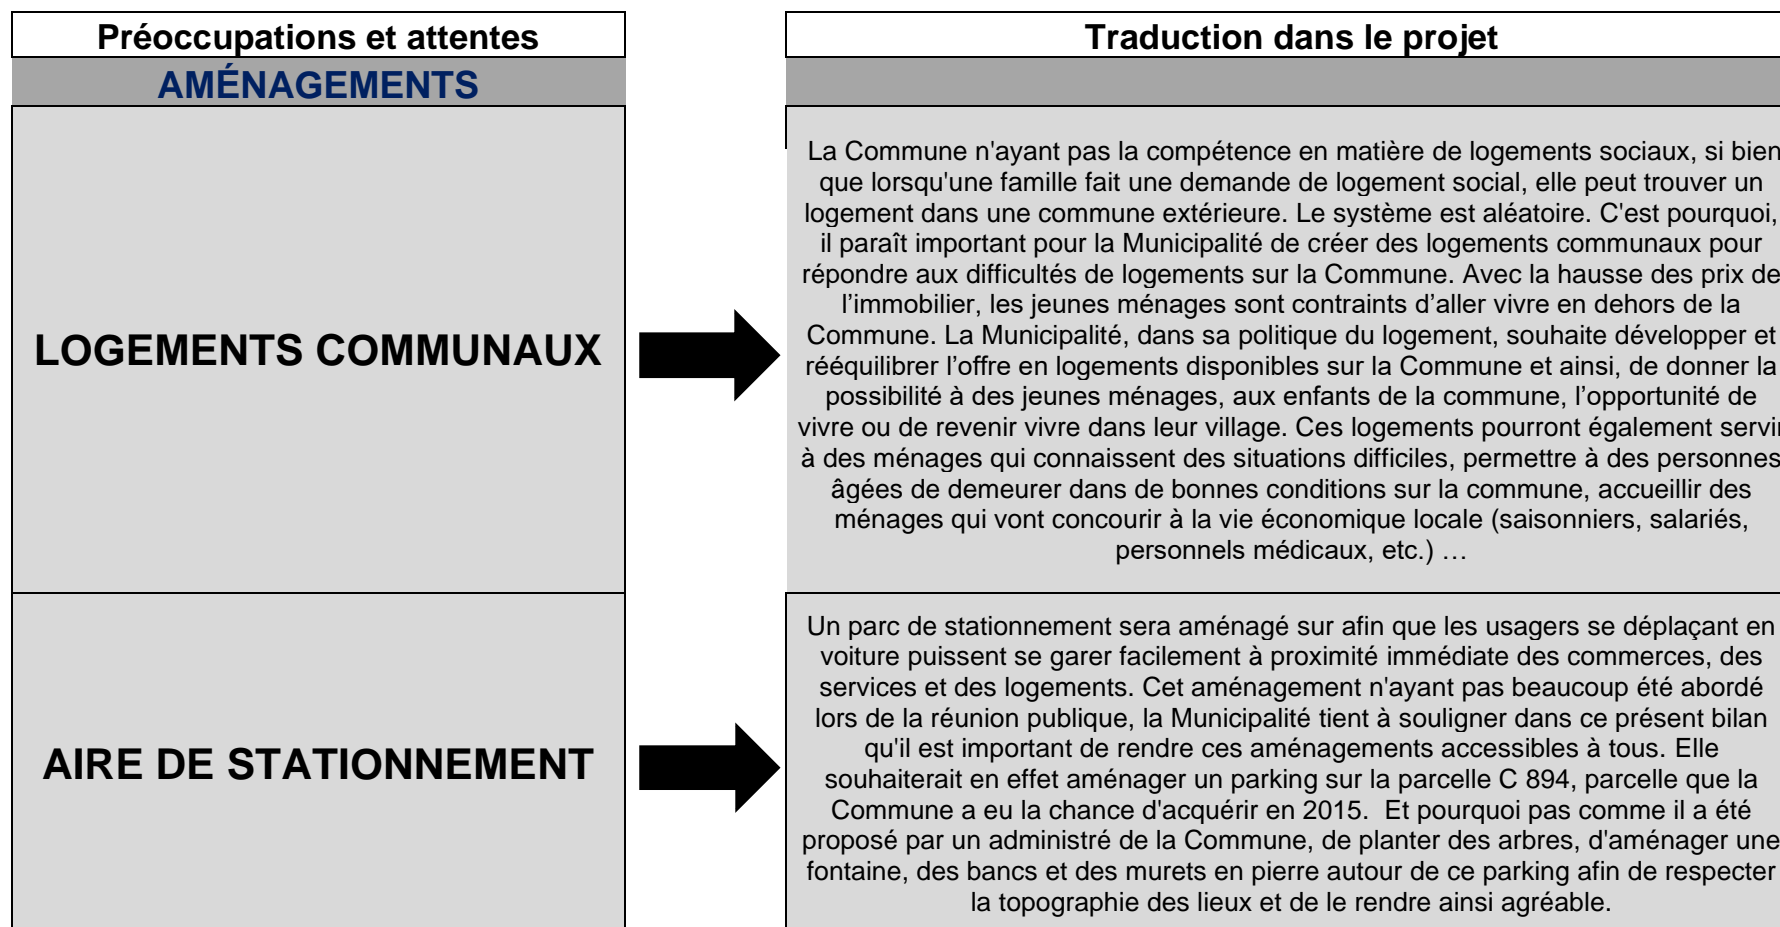 Préoccupations et attentes
Traduction dans le projet
AMÉNAGEMENTS
LOGEMENTS COMMUNAUX
La Commune n'ayant pas la compétence en matière de logements sociaux, si bien
que lorsqu'une famille fait une demande de logement social, elle peut trouver un
logement dans une commune extérieure. Le système est aléatoire. C'est pourquoi,
il paraît important pour la Municipalité de créer des logements communaux pour
répondre aux difficultés de logements sur la Commune. Avec la hausse des prix de
l’immobilier, les jeunes ménages sont contraints d’aller vivre en dehors de la
Commune. La Municipalité, dans sa politique du logement, souhaite développer et
rééquilibrer l’offre en logements disponibles sur la Commune et ainsi, de donner la
possibilité à des jeunes ménages, aux enfants de la commune, l’opportunité de
vivre ou de revenir vivre dans leur village. Ces logements pourront également servir
à des ménages qui connaissent des situations difficiles, permettre à des personnes
âgées de demeurer dans de bonnes conditions sur la commune, accueillir des
ménages qui vont concourir à la vie économique locale (saisonniers, salariés,
personnels médicaux, etc.) …
AIRE DE STATIONNEMENT
Un parc de stationnement sera aménagé sur afin que les usagers se déplaçant en
voiture puissent se garer facilement à proximité immédiate des commerces, des
services et des logements. Cet aménagement n'ayant pas beaucoup été abordé
lors de la réunion publique, la Municipalité tient à souligner dans ce présent bilan
qu'il est important de rendre ces aménagements accessibles à tous. Elle
souhaiterait en effet aménager un parking sur la parcelle C 894, parcelle que la
Commune a eu la chance d'acquérir en 2015. Et pourquoi pas comme il a été
proposé par un administré de la Commune, de planter des arbres, d'aménager une
fontaine, des bancs et des murets en pierre autour de ce parking afin de respecter
la topographie des lieux et de le rendre ainsi agréable.